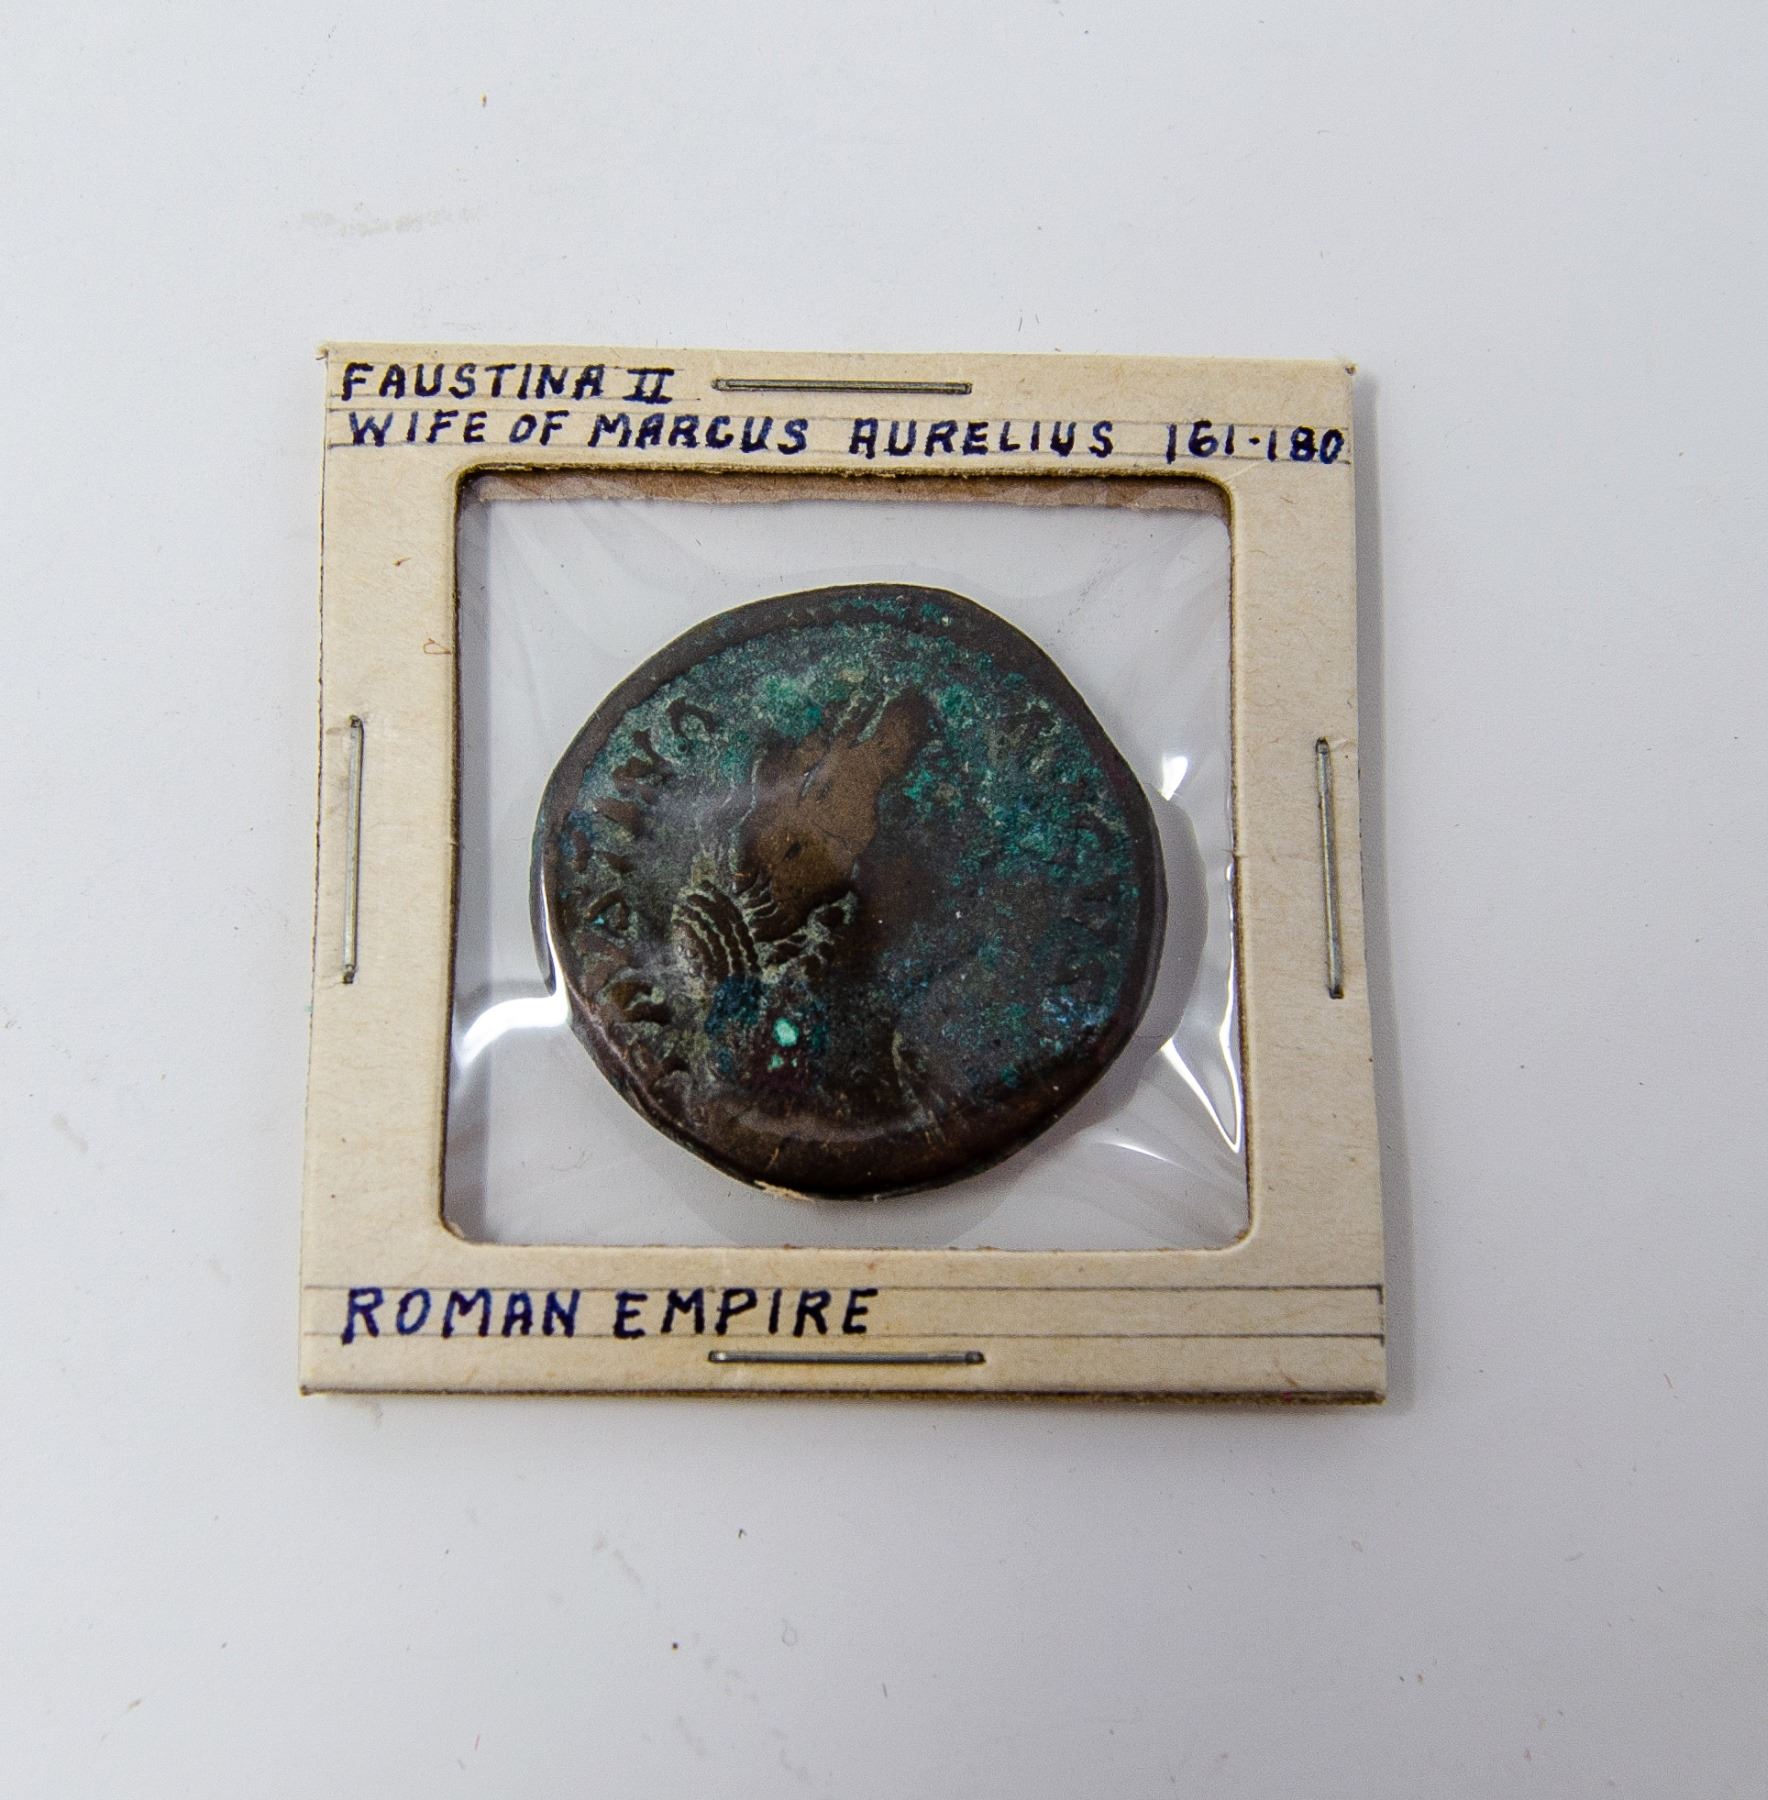 FAUSTINA II
WIFE OF MARCUS AURELIUS 161-180
ROMAN EMPIRE